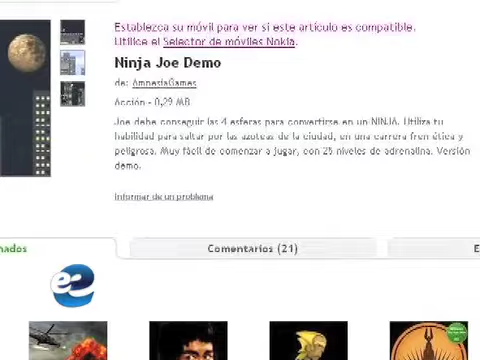 Establezca su móvil para ver si este artículo es compatible.
Utilice el Selector de móviles Nokia.
Ninja Joe Demo
de: AmnesiaGames
Acción - 0,29 MB
Joe debe conseguir las 4 esferas para convertirse en un NINJA. Utiliza tu
habilidad para saltar por las azoteas de la ciudad, en una carrera fren ética y
peligrosa. Muy fácil de comenzar a jugar, con 25 niveles de adrenalina. Versión
demo.
Informar de un problema
nados
Comentarios (21)
E